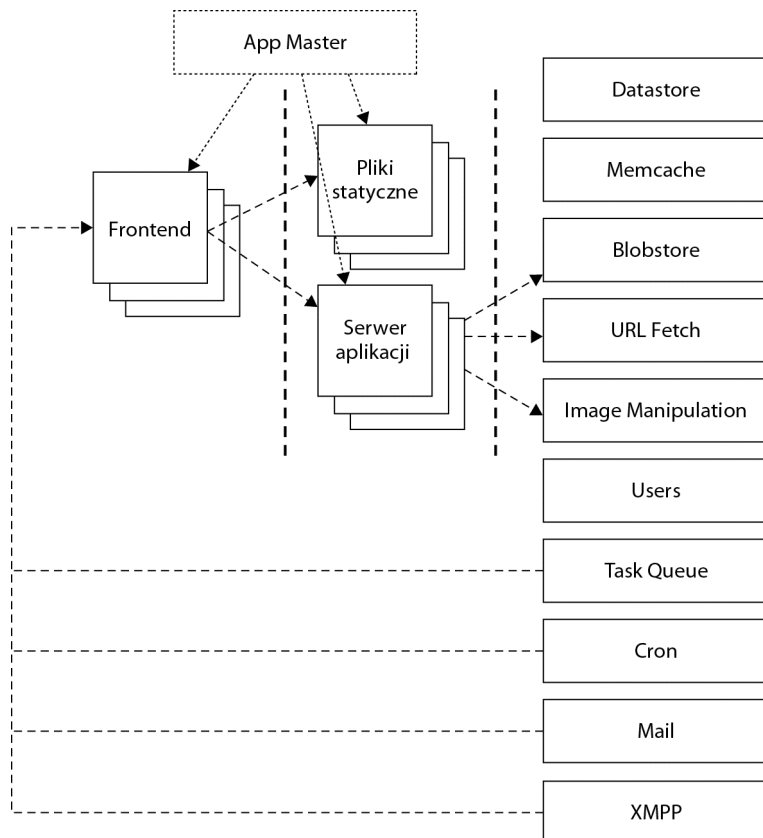 App Master
Datastore
Memcache
Pliki
statyczne
Frontend
Blobstore
Serwer
aplikacji
URL Fetch
Image Manipulation
Users
Task Queue
Cron
Mail
XMPP